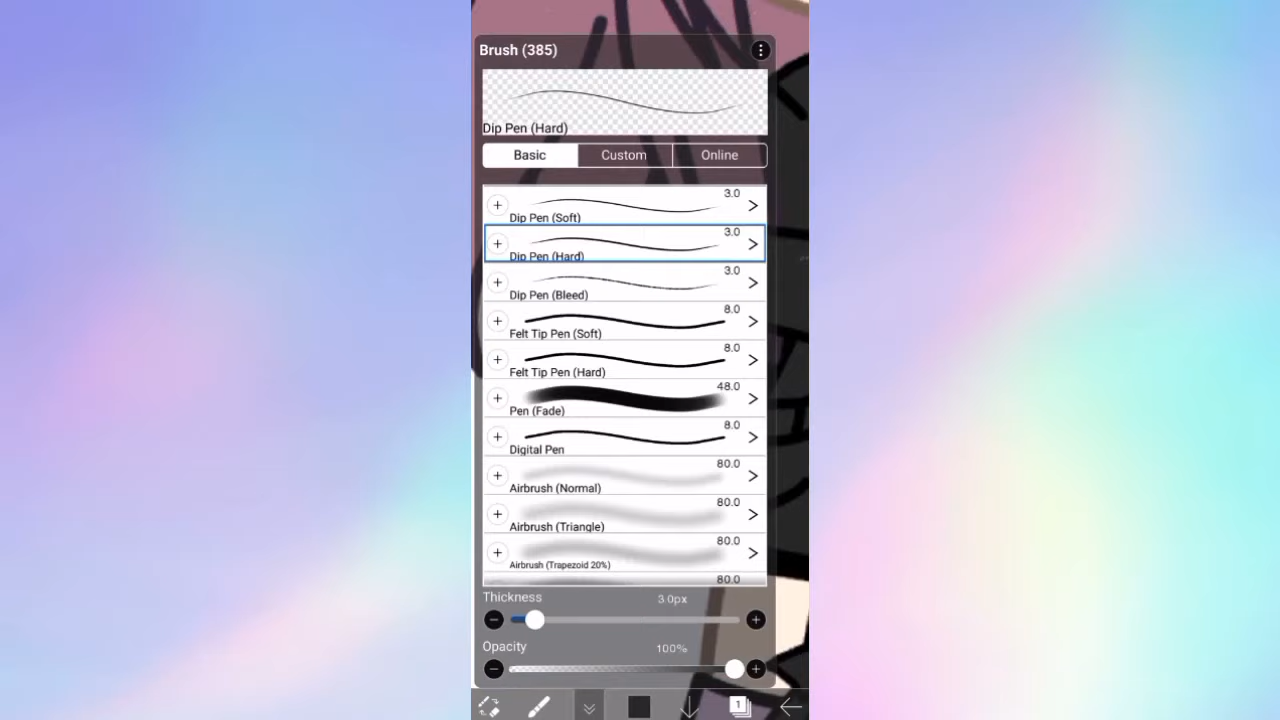 Brush (385)
Dip Pen (Hard)
Basic Custom Online
3.0
Dip Pen (Soft)
3.0
Dip Pen (Hard)
3.0
Dip Pen (Bleed)
8.0
Felt Tip Pen (Soft)
8.0
Felt Tip Pen (Hard)
48.0
Pen (Fade)
8.0
Digital Pen
80.0
Airbrush (Normal)
80.0
Airbrush (Triangle)
80.0
Airbrush (Trapezoid 20%)
80.0
Thickness 3.0px
Opacity 100%
1